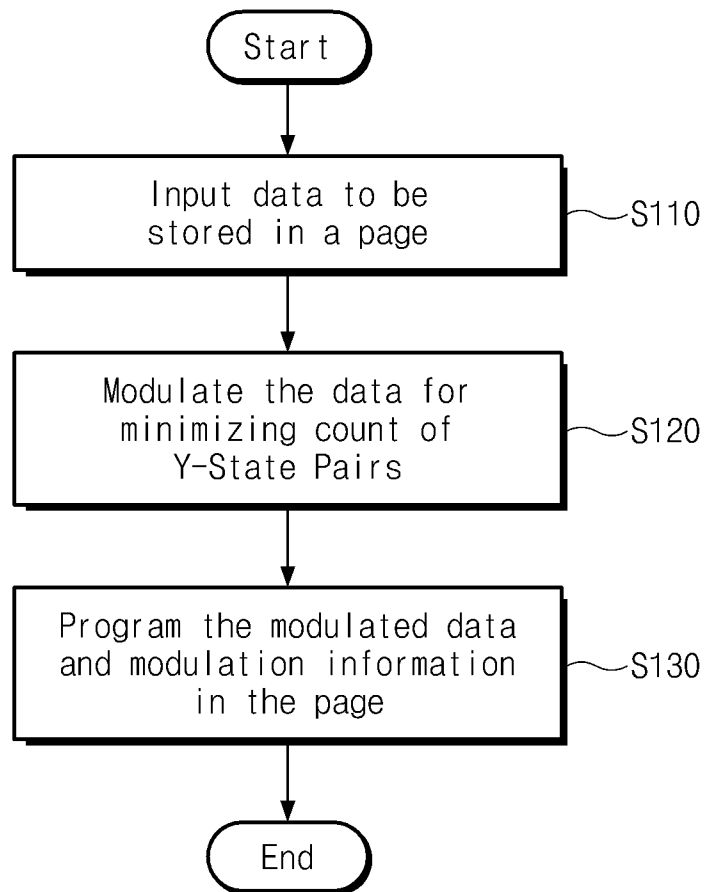 Start
Input data to be
stored in a page
S110
Modulate the data for
minimizing count of
Y-State Pairs
S120
Program the modulated data
and modulation information
in the page
S130
End